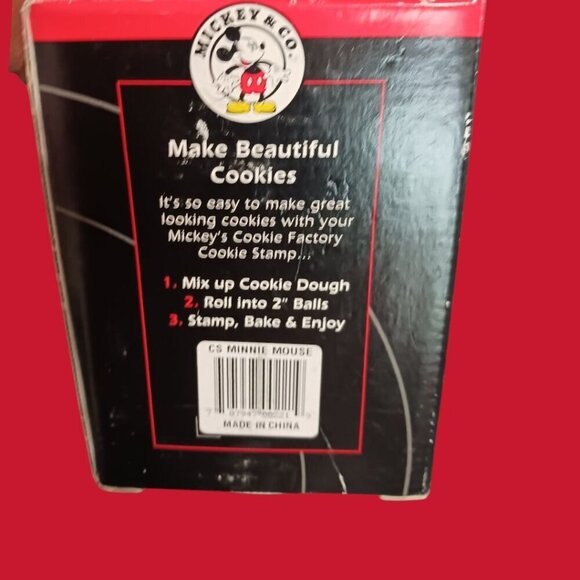 MICKEY & CO.
Make Beautiful
Cookies
It's so easy to make great
looking cookies with your
Mickey's Cookie Factory
Cookie Stamp...
1. Mix up Cookie Dough
2. Roll into 2" Balls
3. Stamp, Bake & Enjoy
CS MINNIE MOUSE
MADE IN CHINA